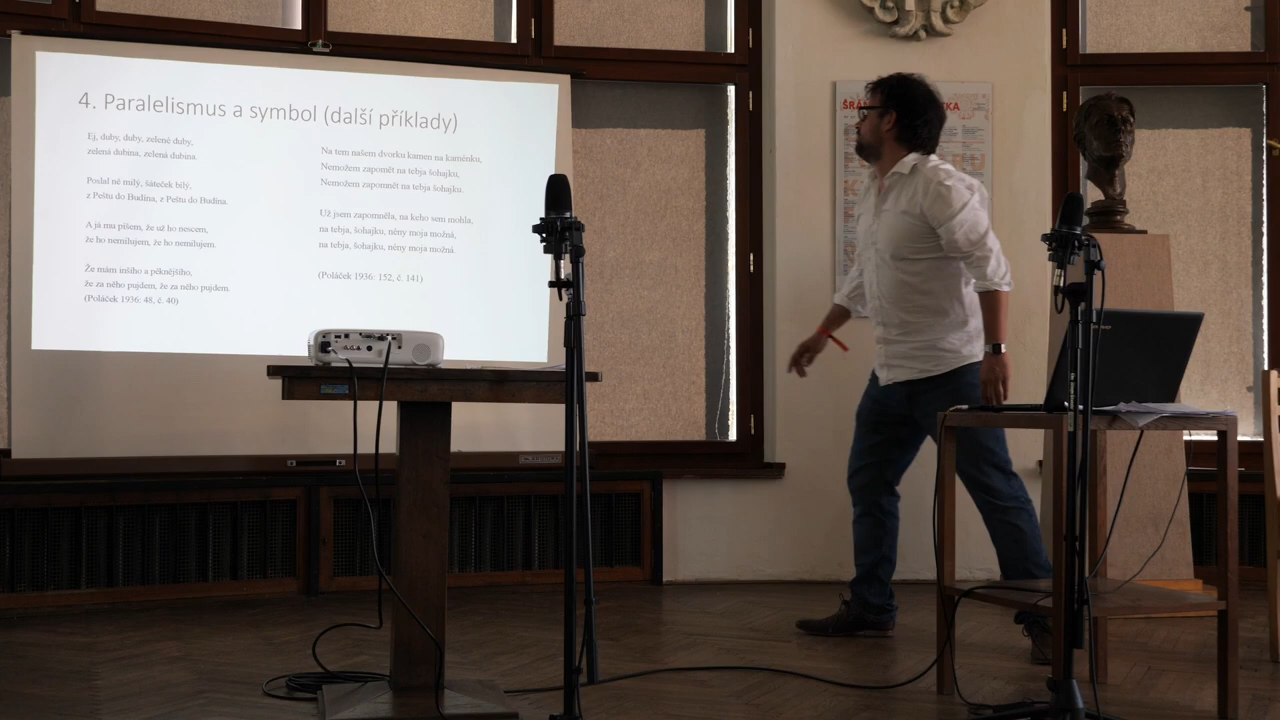 4. Paralelismus a symbol (další příklady)
Ej, duby, duby, zelené duby,
zelená dubina, zelená dubina.
Poslal ně milý, šáteček bílý,
z Peštu do Budína, z Peštu do Budína.
A já mu píšem, že už ho nescem,
že ho nemilujem, že ho nemilujem.
Že mám inšího a pěknějšího,
že za něho pujdem, že za něho pujdem.
(Poláček 1936: 48, č. 40)
Na tem našem dvorku kamen na kaménku,
Nemožem zapomět na tebja šohajku,
Nemožem zapomnět na tebja šohajku.
Už jsem zapomněla, na keho sem mohla,
na tebja, šohajku, něny moja možná,
na tebja, šohajku, něny moja možná.
(Poláček 1936: 152, č. 141)